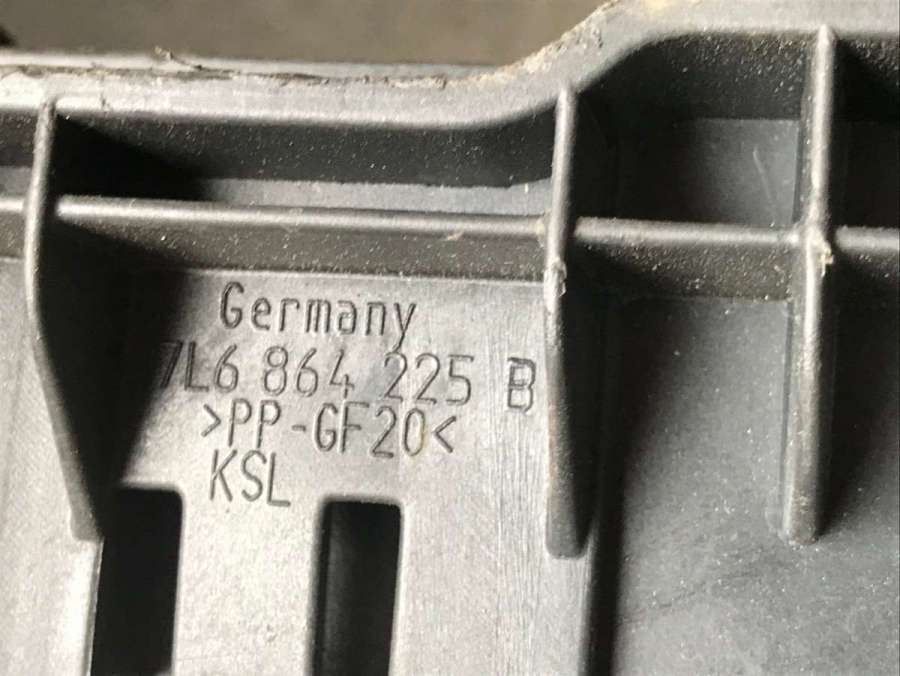 Germany
7L6 864 225 B
>PP-GF20<
KSL